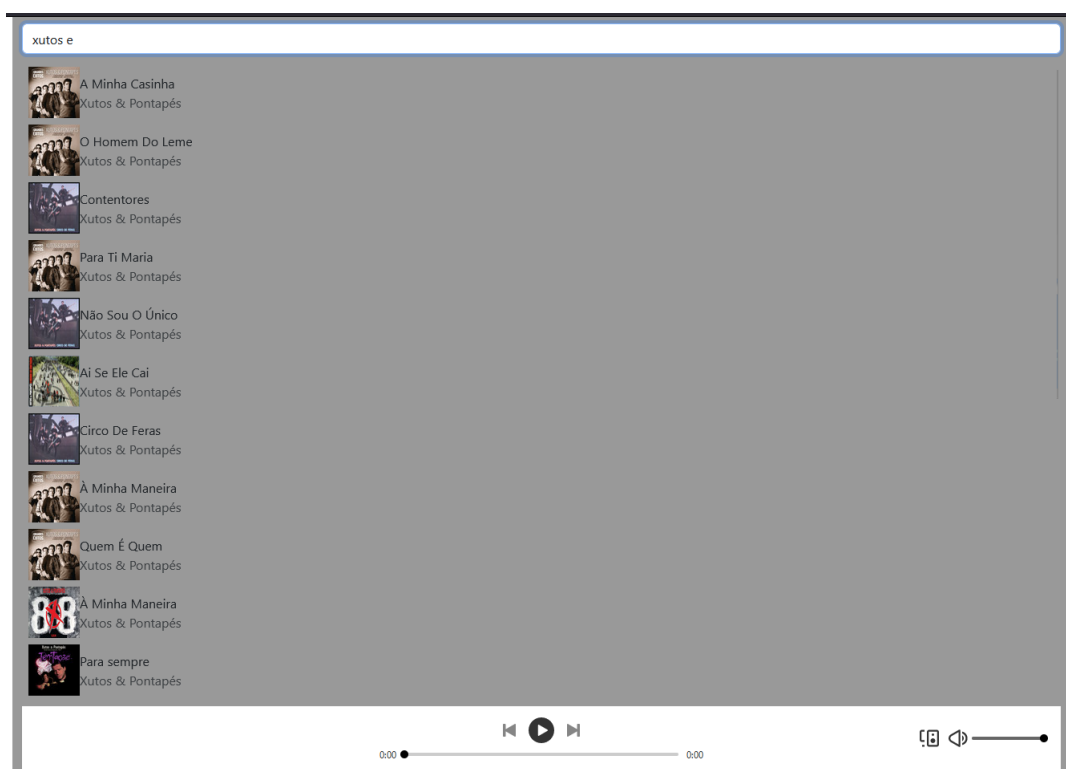 xutos e
A Minha Casinha
Xutos & Pontapés
O Homem Do Leme
Xutos & Pontapés
Contentores
Xutos & Pontapés
Para Ti Maria
Xutos & Pontapés
Não Sou O Único
Xutos & Pontapés
Ai Se Ele Cai
Xutos & Pontapés
Circo De Feras
Xutos & Pontapés
À Minha Maneira
Xutos & Pontapés
Quem É Quem
Xutos & Pontapés
À Minha Maneira
Xutos & Pontapés
Para sempre
Xutos & Pontapés
0:00 0:00